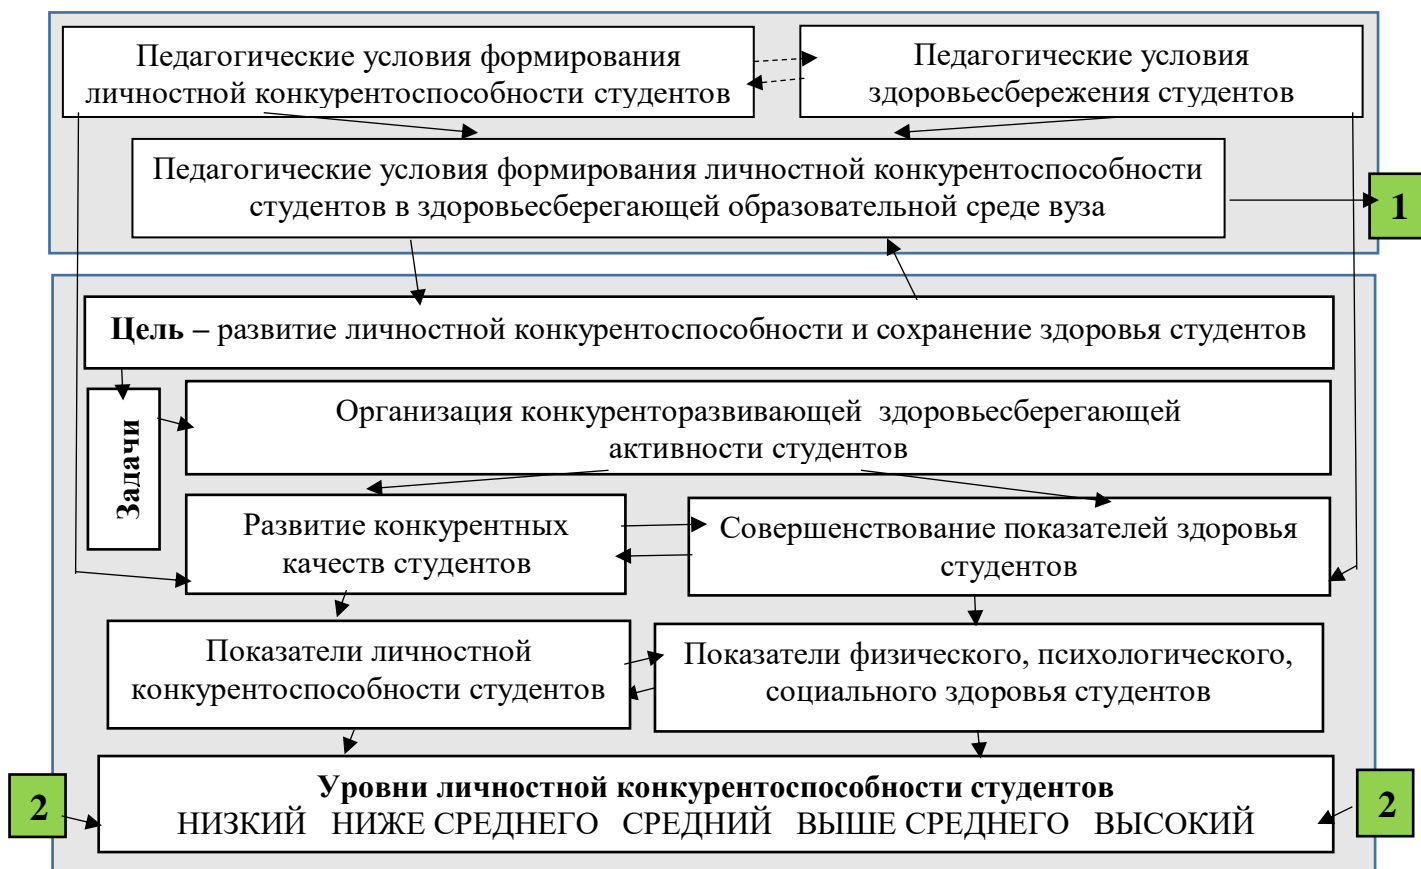 Педагогические условия формирования
личностной конкурентоспособности студентов
Педагогические условия
здоровьесбережения студентов
Педагогические условия формирования личностной конкурентоспособности
студентов в здоровьесберегающей образовательной среде вуза
1
Цель – развитие личностной конкурентоспособности и сохранение здоровья студентов
Задачи
Организация конкуренторазвивающей здоровьесберегающей
активности студентов
Развитие конкурентных
качеств студентов
Совершенствование показателей здоровья
студентов
Показатели личностной
конкурентоспособности студентов
Показатели физического, психологического,
социального здоровья студентов
2
Уровни личностной конкурентоспособности студентов
НИЗКИЙ НИЖЕ СРЕДНЕГО СРЕДНИЙ ВЫШЕ СРЕДНЕГО ВЫСОКИЙ
2